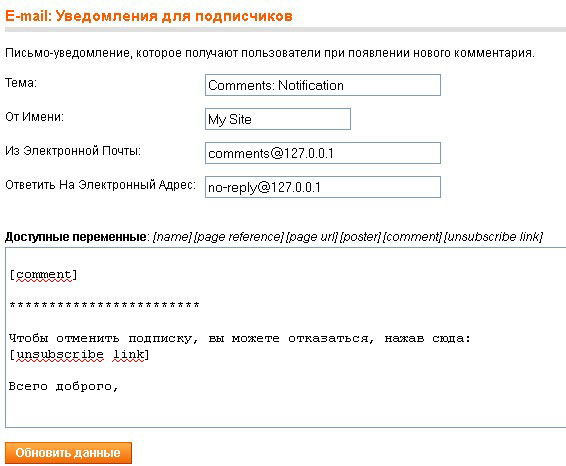 E-mail: Уведомления для подписчиков
Письмо-уведомление, которое получают пользователи при появлении нового комментария.
Тема: Comments: Notification
От Имени: My Site
Из Электронной Почты: comments@127.0.0.1
Ответить На Электронный Адрес: no-reply@127.0.0.1
Доступные переменные: [name] [page reference] [page url] [poster] [comment] [unsubscribe link]
[comment]
************************
Чтобы отменить подписку, вы можете отказаться, нажав сюда:
[unsubscribe link]
Всего доброго,
Обновить данные